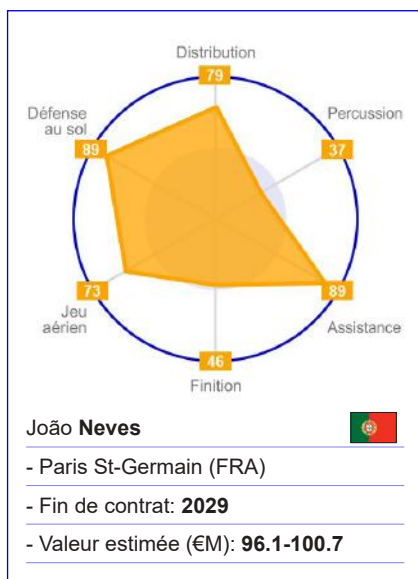 Distribution
79
Défense
au sol
89
Percussion
37
73
Jeu
aérien
89
Assistance
46
Finition
João Neves
- Paris St-Germain (FRA)
- Fin de contrat: 2029
- Valeur estimée (€M): 96.1-100.7